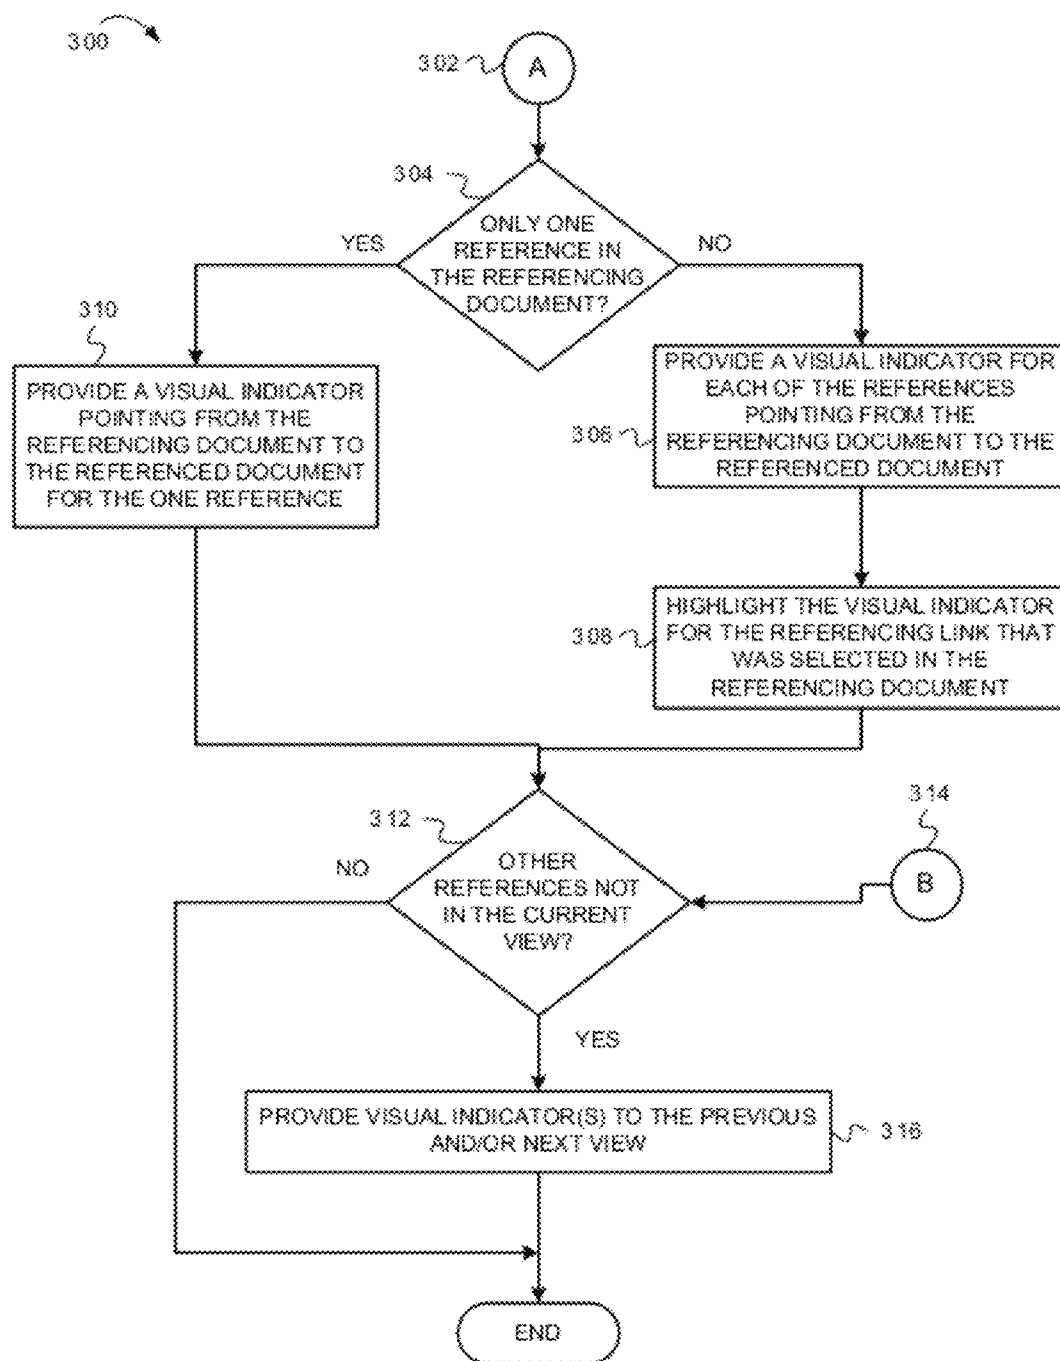 300
302
A
304
ONLY ONE
REFERENCE IN
THE REFERENCING
DOCUMENT?
YES
NO
310
PROVIDE A VISUAL INDICATOR
POINTING FROM THE
REFERENCING DOCUMENT TO
THE REFERENCED DOCUMENT
FOR THE ONE REFERENCE
306
PROVIDE A VISUAL INDICATOR FOR
EACH OF THE REFERENCES
POINTING FROM THE
REFERENCING DOCUMENT TO THE
REFERENCED DOCUMENT
308
HIGHLIGHT THE VISUAL INDICATOR
FOR THE REFERENCING LINK THAT
WAS SELECTED IN THE
REFERENCING DOCUMENT
312
OTHER
REFERENCES NOT
IN THE CURRENT
VIEW?
NO
314
B
YES
PROVIDE VISUAL INDICATOR(S) TO THE PREVIOUS
AND/OR NEXT VIEW
316
END